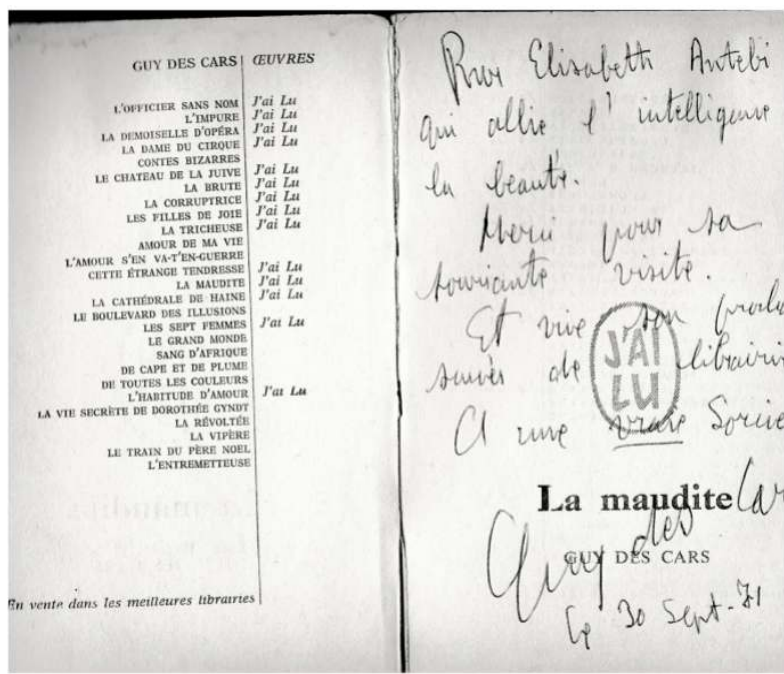 GUY DES CARS | ŒUVRES
L'OFFICIER SANS NOM J'ai Lu
L'IMPURE J'ai Lu
LA DEMOISELLE D'OPÉRA J'ai Lu
LA DAME DU CIRQUE J'ai Lu
CONTES BIZARRES
LE CHATEAU DE LA JUIVE J'ai Lu
LA BRUTE J'ai Lu
LA CORRUPTRICE J'ai Lu
LES FILLES DE JOIE J'ai Lu
LA TRICHEUSE J'ai Lu
AMOUR DE MA VIE
L'AMOUR S'EN VA-T'EN-GUERRE
CETTE ÉTRANGE TENDRESSE J'ai Lu
LA MAUDITE J'ai Lu
LA CATHÉDRALE DE HAINE J'ai Lu
LE BOULEVARD DES ILLUSIONS
LES SEPT FEMMES J'ai Lu
LE GRAND MONDE
SANG D'AFRIQUE
DE CAPE ET DE PLUME
DE TOUTES LES COULEURS
L'HABITUDE D'AMOUR J'ai Lu
LA VIE SECRÈTE DE DOROTHÉE GYNDT
LA RÉVOLTÉE
LA VIPÈRE
LE TRAIN DU PÈRE NOEL
L'ENTREMETTEUSE
En vente dans les meilleures librairies
Pour Elisabeth Antebi
qui allie l'intelligence
la beauté.
Merci pour sa
souriante visite.
Et vive son
succès de librairie
A une vraie Sorciè
J'AI
LU
La maudite
Guy des Cars
GUY DES CARS
Le 30 Sept-71